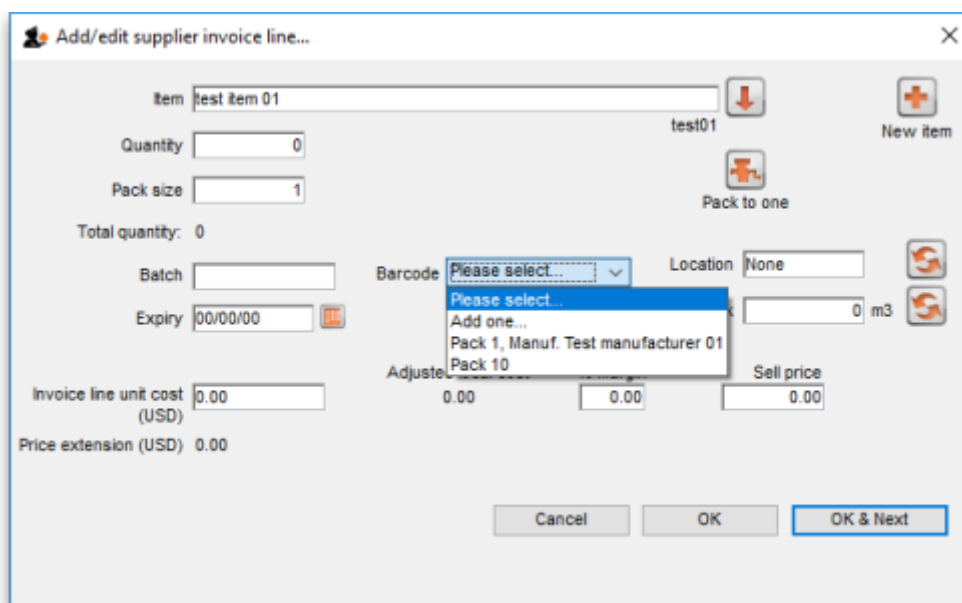 Add/edit supplier invoice line...
Item test item 01
test01
New item
Quantity 0
Pack to one
Pack size 1
Total quantity: 0
Batch Barcode Please select... Location None
Please select...
Add one...
Pack 1, Manuf. Test manufacturer 01
Pack 10
Expiry 00/00/00 0 m3
Adjusted Sell price
Invoice line unit cost 0.00 0.00 0.00 0.00
(USD)
Price extension (USD) 0.00
Cancel OK OK & Next